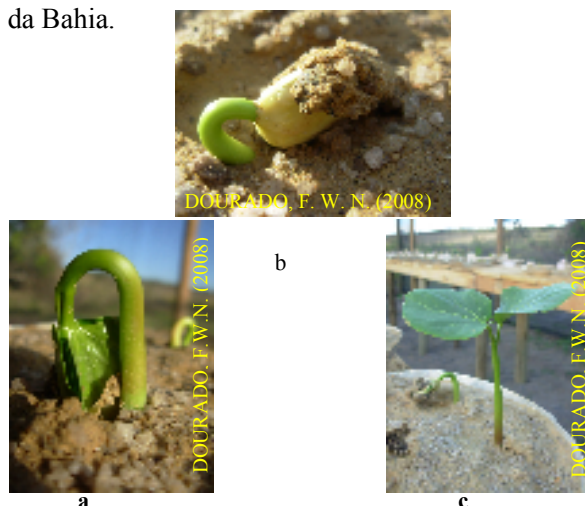 da Bahia.
DOURADO, F. W. N. (2008)
b
DOURADO. F.W.N. (2008)
DOURADO. F.W.N. (2008)
a
c